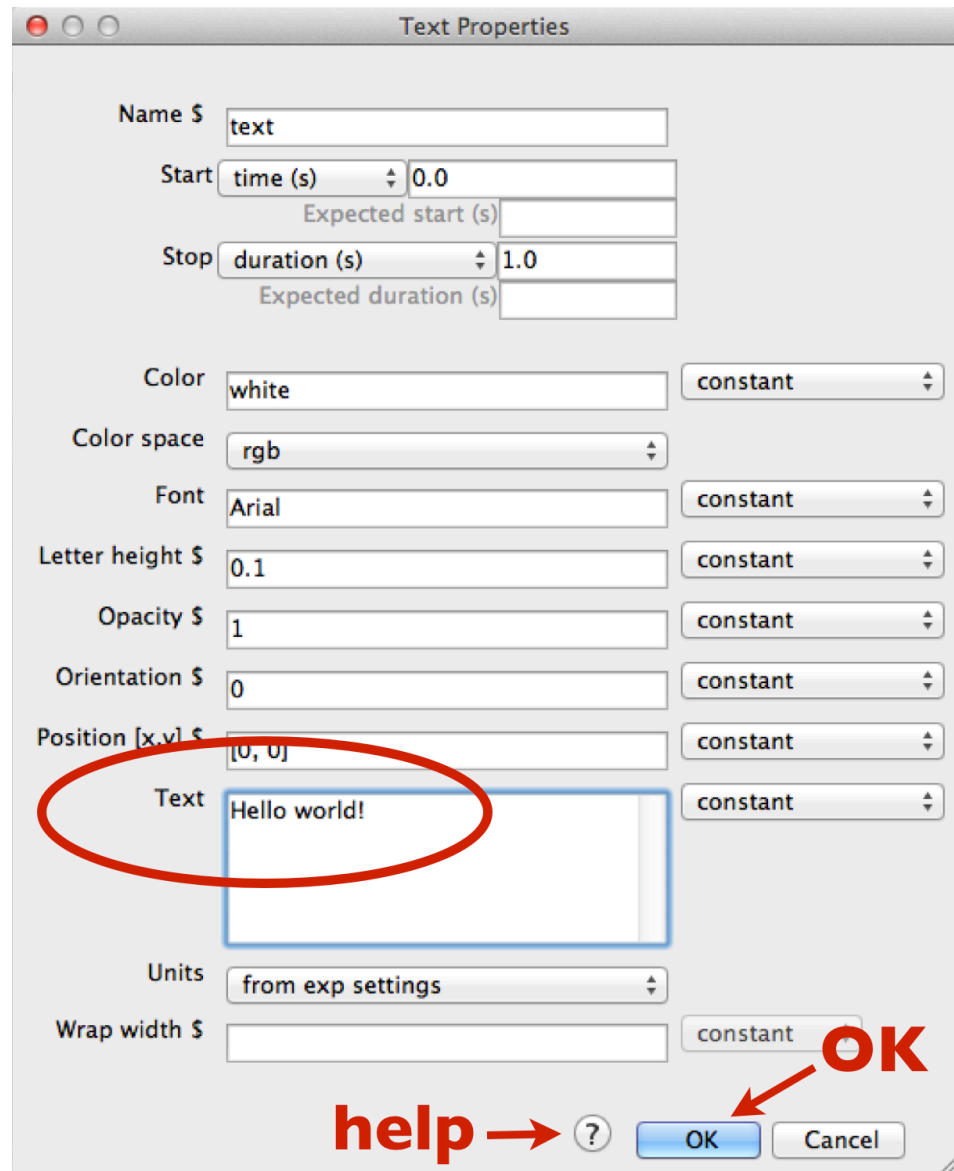 Text Properties
Name $ text
Start time (s) 0.0
Expected start (s)
Stop duration (s) 1.0
Expected duration (s)
Color white constant
Color space rgb
Font Arial constant
Letter height $ 0.1 constant
Opacity $ 1 constant
Orientation $ 0 constant
Position [x,y] $ [0, 0] constant
Text Hello world! constant
Units from exp settings
Wrap width $ constant
OK
help ? OK Cancel